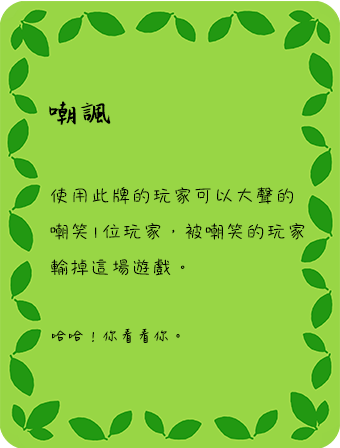 嘲諷
使用此牌的玩家可以大聲的
嘲笑1位玩家，被嘲笑的玩家
輸掉這場遊戲。
哈哈！你看看你。